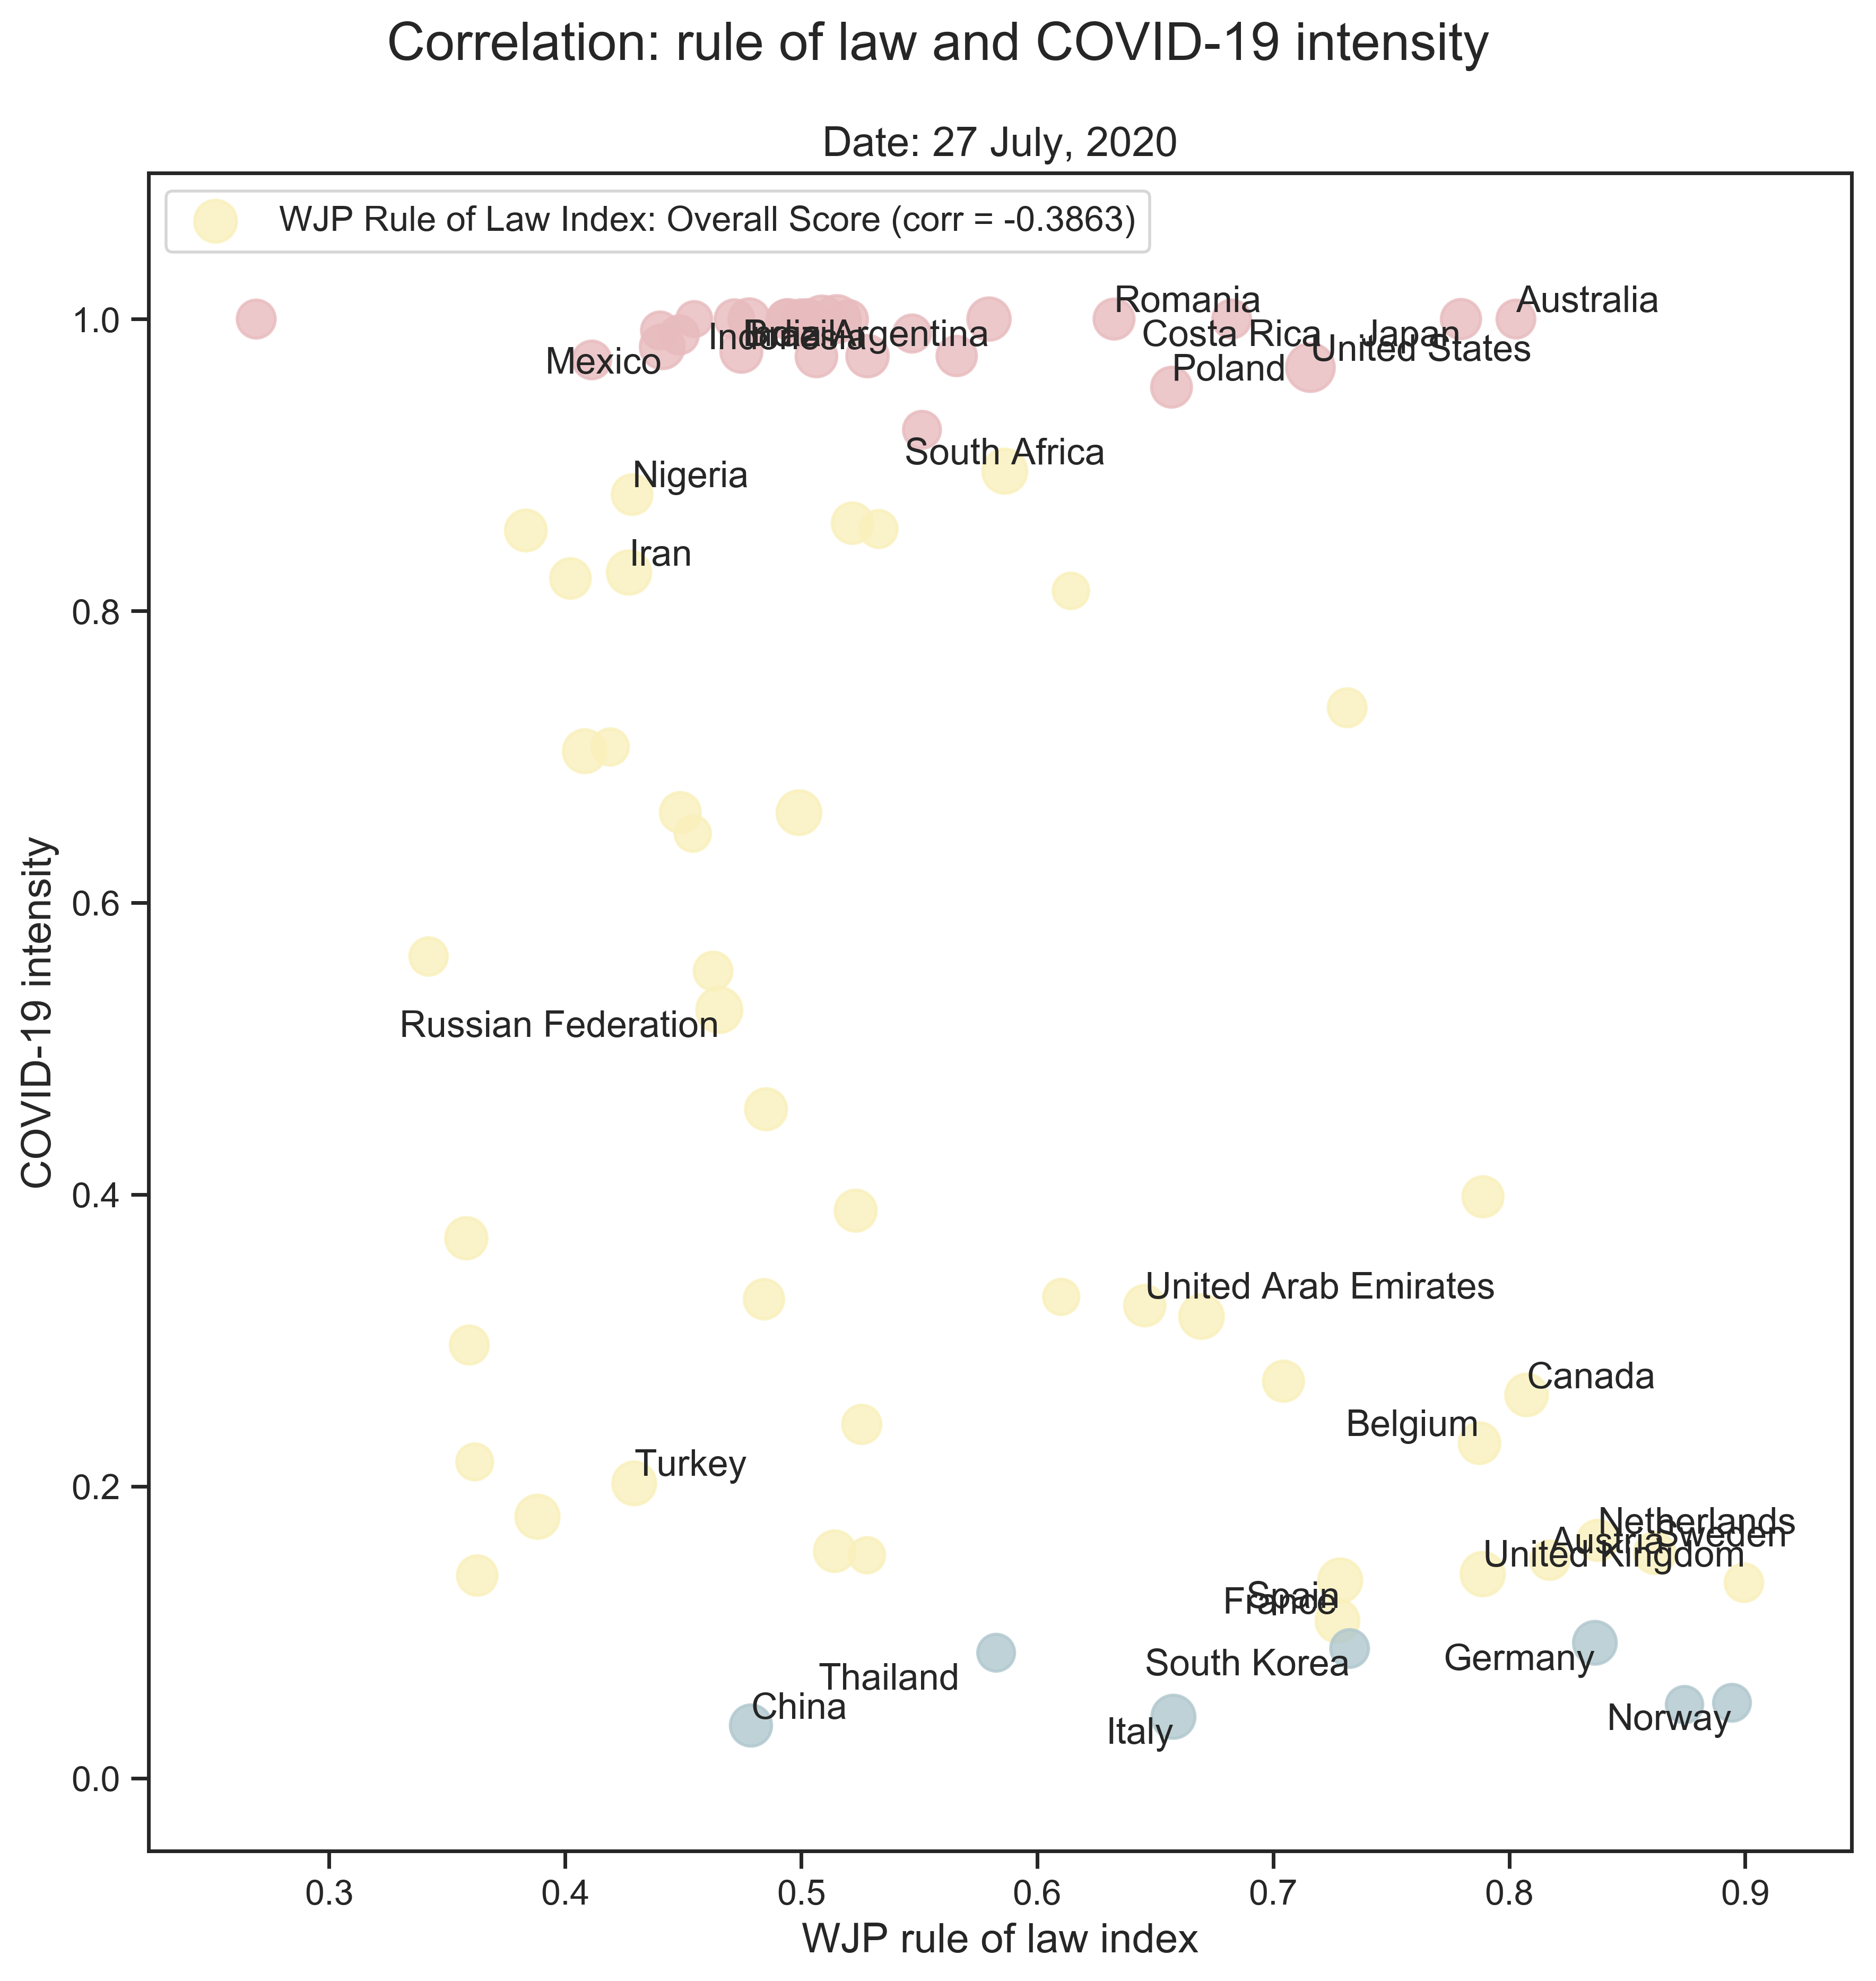 Correlation: rule of law and COVID-19 intensity
Date: 27 July, 2020
WJP Rule of Law Index: Overall Score (corr = -0.3863)
Romania
Australia
Costa Rica
Japan
Indonesia
Brazil
Argentina
United States
Mexico
Poland
South Africa
Nigeria
Iran
Russian Federation
United Arab Emirates
Canada
Belgium
Turkey
Netherlands
Sweden
Austria
United Kingdom
Spain
France
South Korea
Germany
Thailand
China
Norway
Italy
1.0
0.8
0.6
0.4
0.2
0.0
COVID-19 intensity
0.3 0.4 0.5 0.6 0.7 0.8 0.9
WJP rule of law index